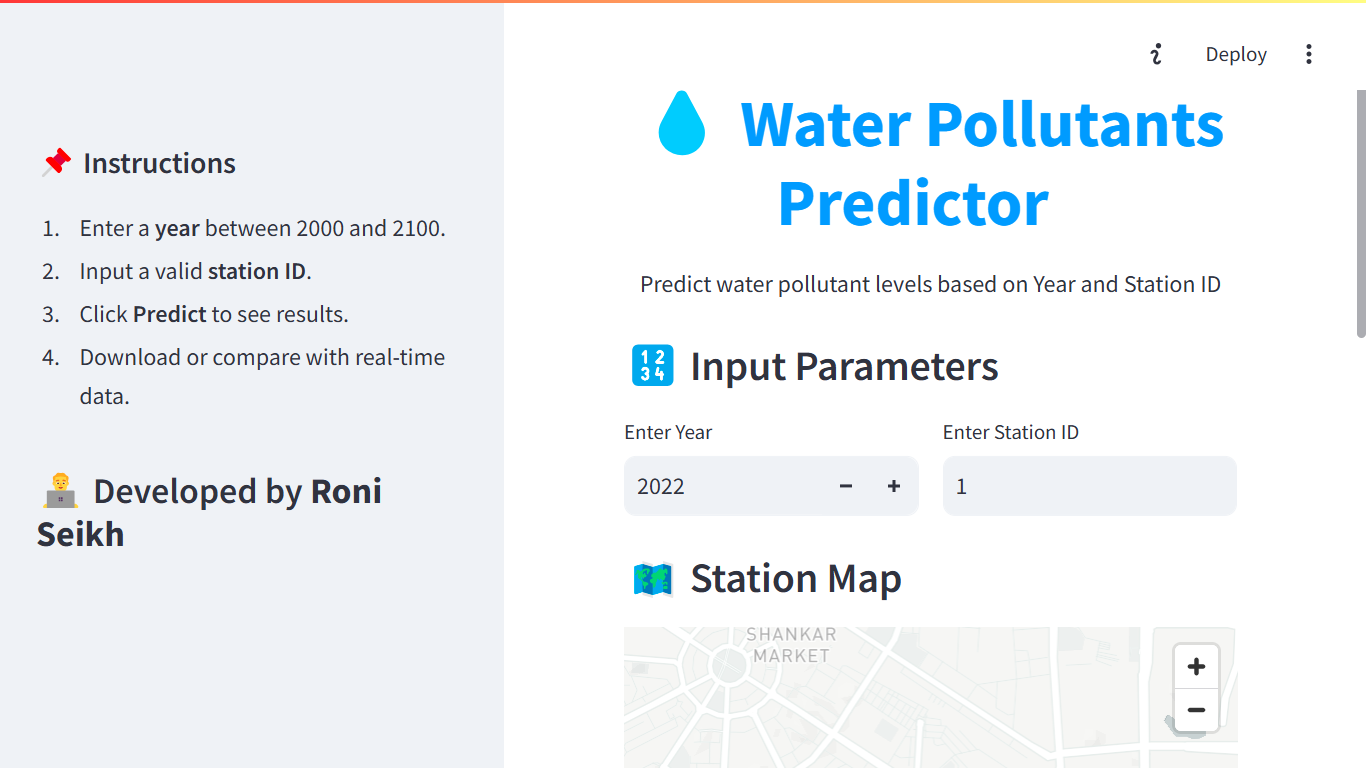 Deploy
📌 Instructions
1. Enter a year between 2000 and 2100.
2. Input a valid station ID.
3. Click Predict to see results.
4. Download or compare with real-time
data.
👨‍💻 Developed by Roni
Seikh
💧 Water Pollutants
Predictor
Predict water pollutant levels based on Year and Station ID
🔢 Input Parameters
Enter Year
2022
Enter Station ID
1
🗺️ Station Map
SHANKAR
MARKET